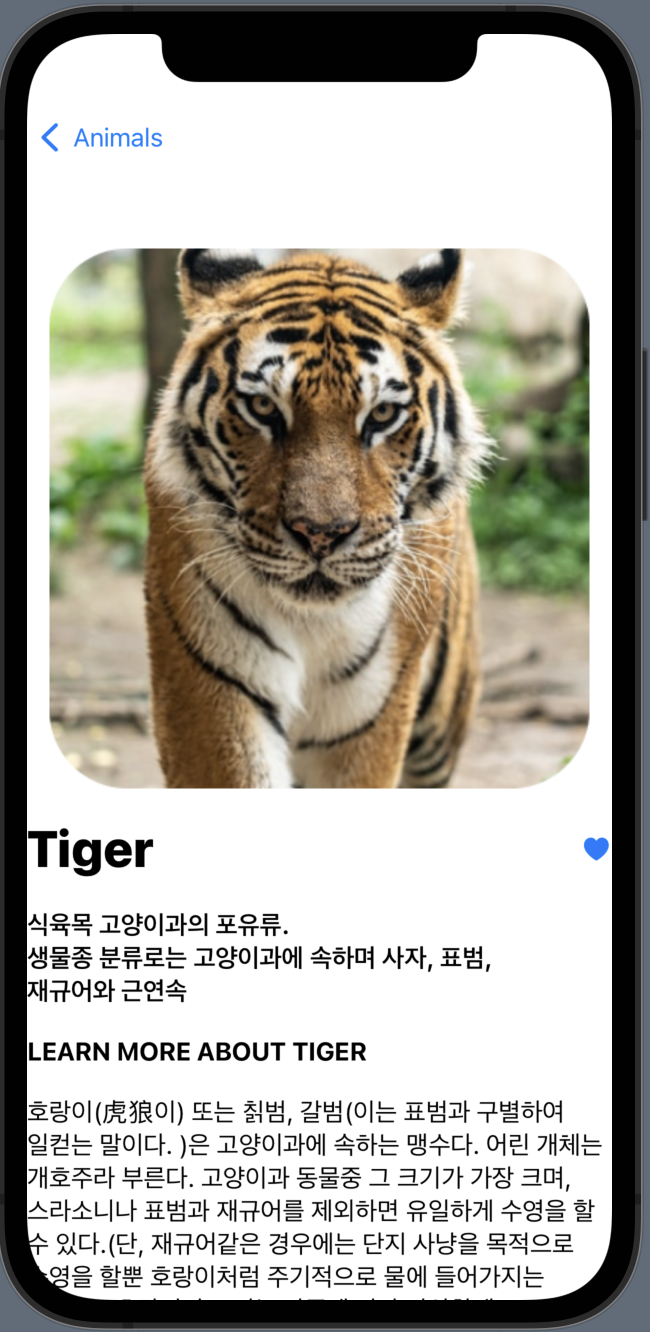 Animals
Tiger
식육목 고양이과의 포유류.
생물종 분류로는 고양이과에 속하며 사자, 표범,
재규어와 근연속
LEARN MORE ABOUT TIGER
호랑이(虎狼이) 또는 칡범, 갈범(이는 표범과 구별하여
일컫는 말이다. )은 고양이과에 속하는 맹수다. 어린 개체는
개호주라 부른다. 고양이과 동물중 그 크기가 가장 크며,
스라소니나 표범과 재규어를 제외하면 유일하게 수영을 할
수 있다.(단, 재규어같은 경우에는 단지 사냥을 목적으로
수영을 할뿐 호랑이처럼 주기적으로 물에 들어가지는